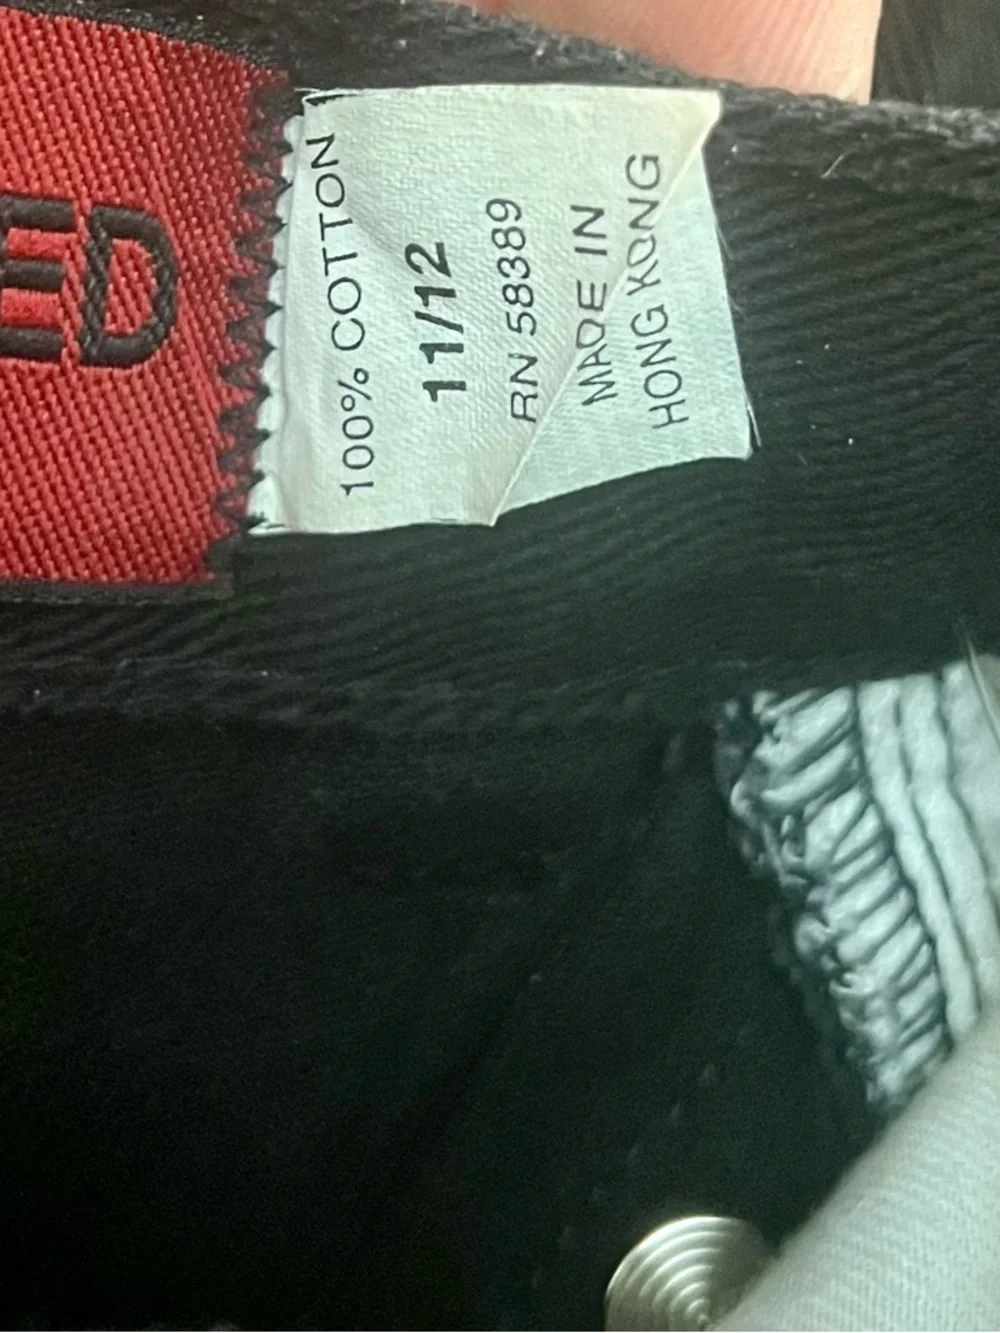 ED
100% COTTON
11/12
RN 58389
MADE IN
HONG KONG